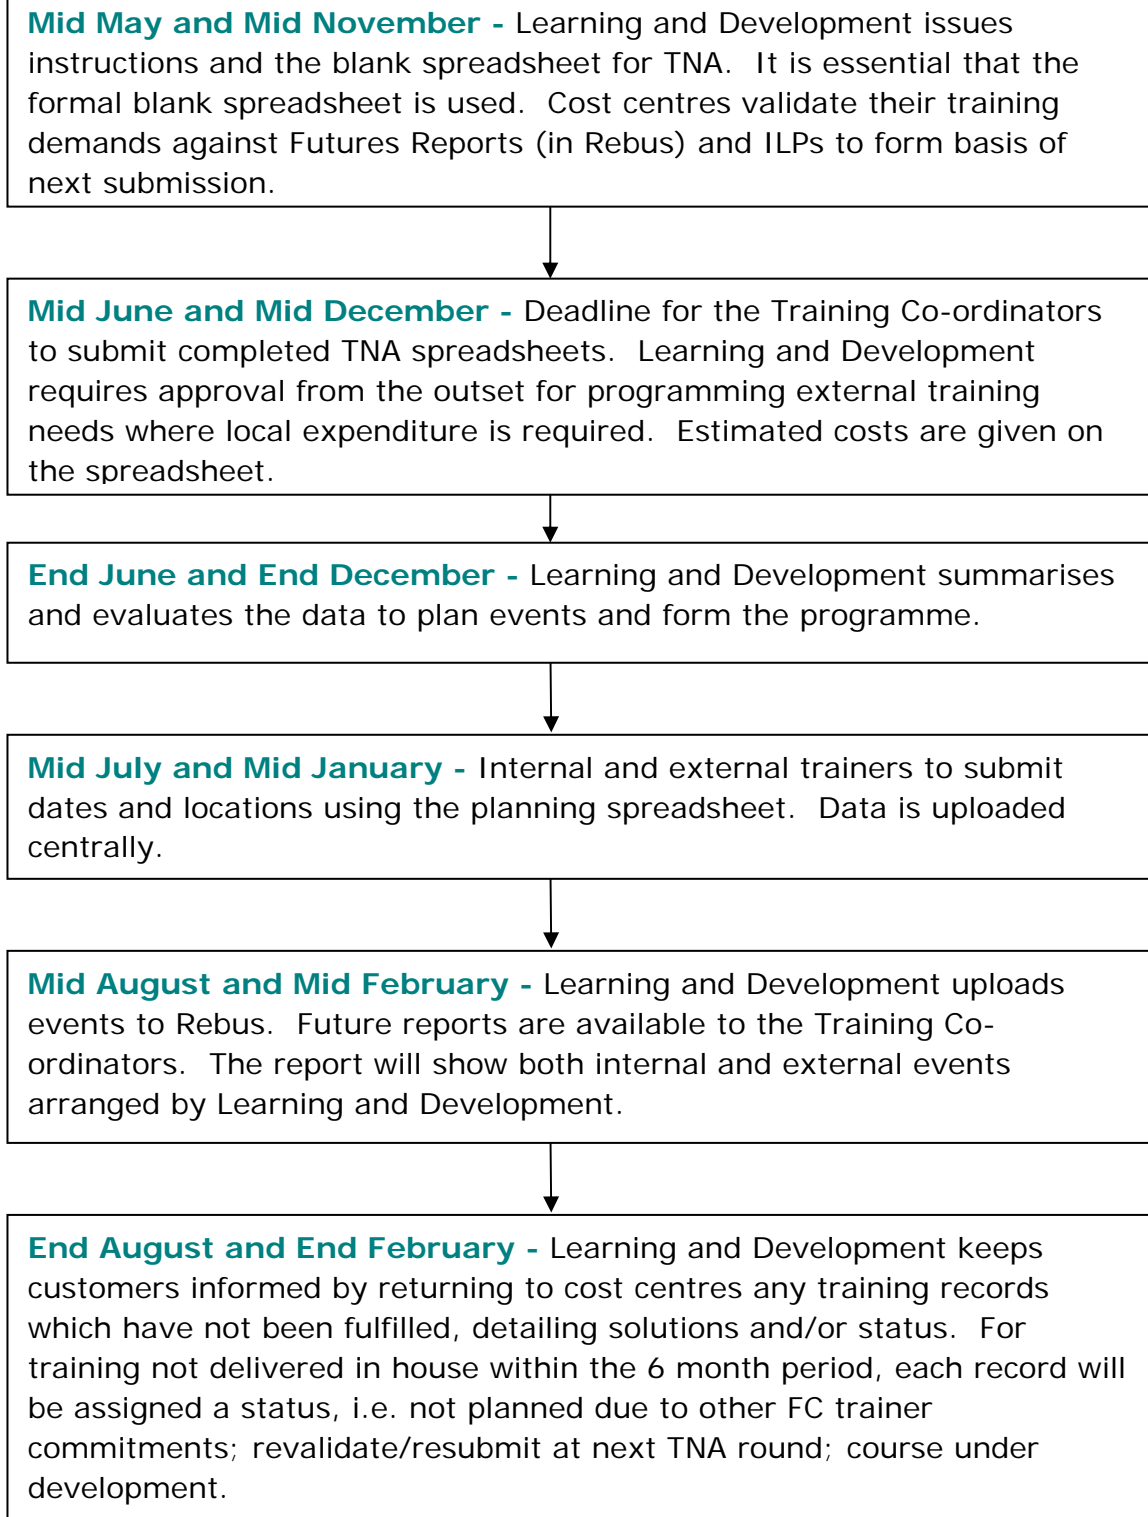 Mid May and Mid November - Learning and Development issues
instructions and the blank spreadsheet for TNA.  It is essential that the
formal blank spreadsheet is used.  Cost centres validate their training
demands against Futures Reports (in Rebus) and ILPs to form basis of
next submission.
Mid June and Mid December - Deadline for the Training Co-ordinators
to submit completed TNA spreadsheets.  Learning and Development
requires approval from the outset for programming external training
needs where local expenditure is required.  Estimated costs are given on
the spreadsheet.
End June and End December - Learning and Development summarises
and evaluates the data to plan events and form the programme.
Mid July and Mid January - Internal and external trainers to submit
dates and locations using the planning spreadsheet.  Data is uploaded
centrally.
Mid August and Mid February - Learning and Development uploads
events to Rebus.  Future reports are available to the Training Co-
ordinators.  The report will show both internal and external events
arranged by Learning and Development.
End August and End February - Learning and Development keeps
customers informed by returning to cost centres any training records
which have not been fulfilled, detailing solutions and/or status.  For
training not delivered in house within the 6 month period, each record will
be assigned a status, i.e. not planned due to other FC trainer
commitments; revalidate/resubmit at next TNA round; course under
development.